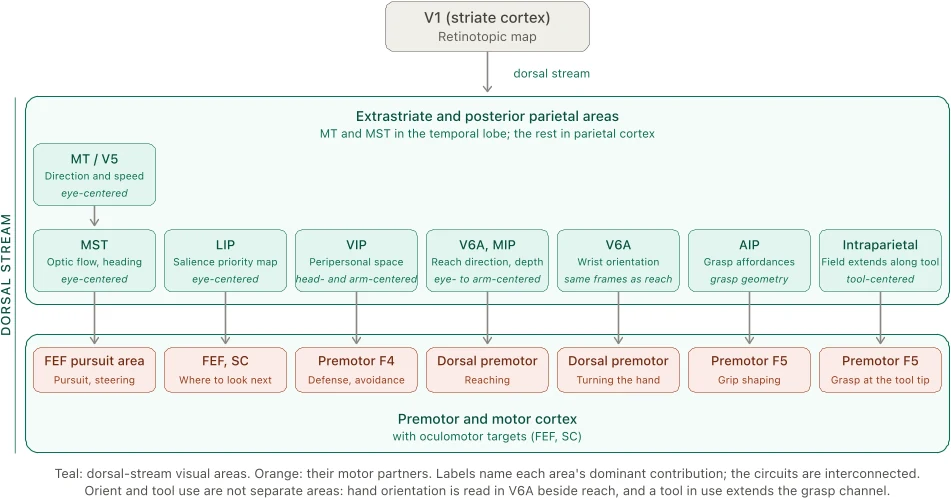 V1 (striate cortex)
Retinotopic map
dorsal stream
DORSAL STREAM
Extrastriate and posterior parietal areas
MT and MST in the temporal lobe; the rest in parietal cortex
MT / V5
Direction and speed
eye-centered
MST
Optic flow, heading
eye-centered
LIP
Salience priority map
eye-centered
VIP
Peripersonal space
head- and arm-centered
V6A, MIP
Reach direction, depth
eye- to arm-centered
V6A
Wrist orientation
same frames as reach
AIP
Grasp affordances
grasp geometry
Intraparietal
Field extends along tool
tool-centered
FEF pursuit area
Pursuit, steering
FEF, SC
Where to look next
Premotor F4
Defense, avoidance
Dorsal premotor
Reaching
Dorsal premotor
Turning the hand
Premotor F5
Grip shaping
Premotor F5
Grasp at the tool tip
Premotor and motor cortex
with oculomotor targets (FEF, SC)
Teal: dorsal-stream visual areas. Orange: their motor partners. Labels name each area's dominant contribution; the circuits are interconnected.
Orient and tool use are not separate areas: hand orientation is read in V6A beside reach, and a tool in use extends the grasp channel.